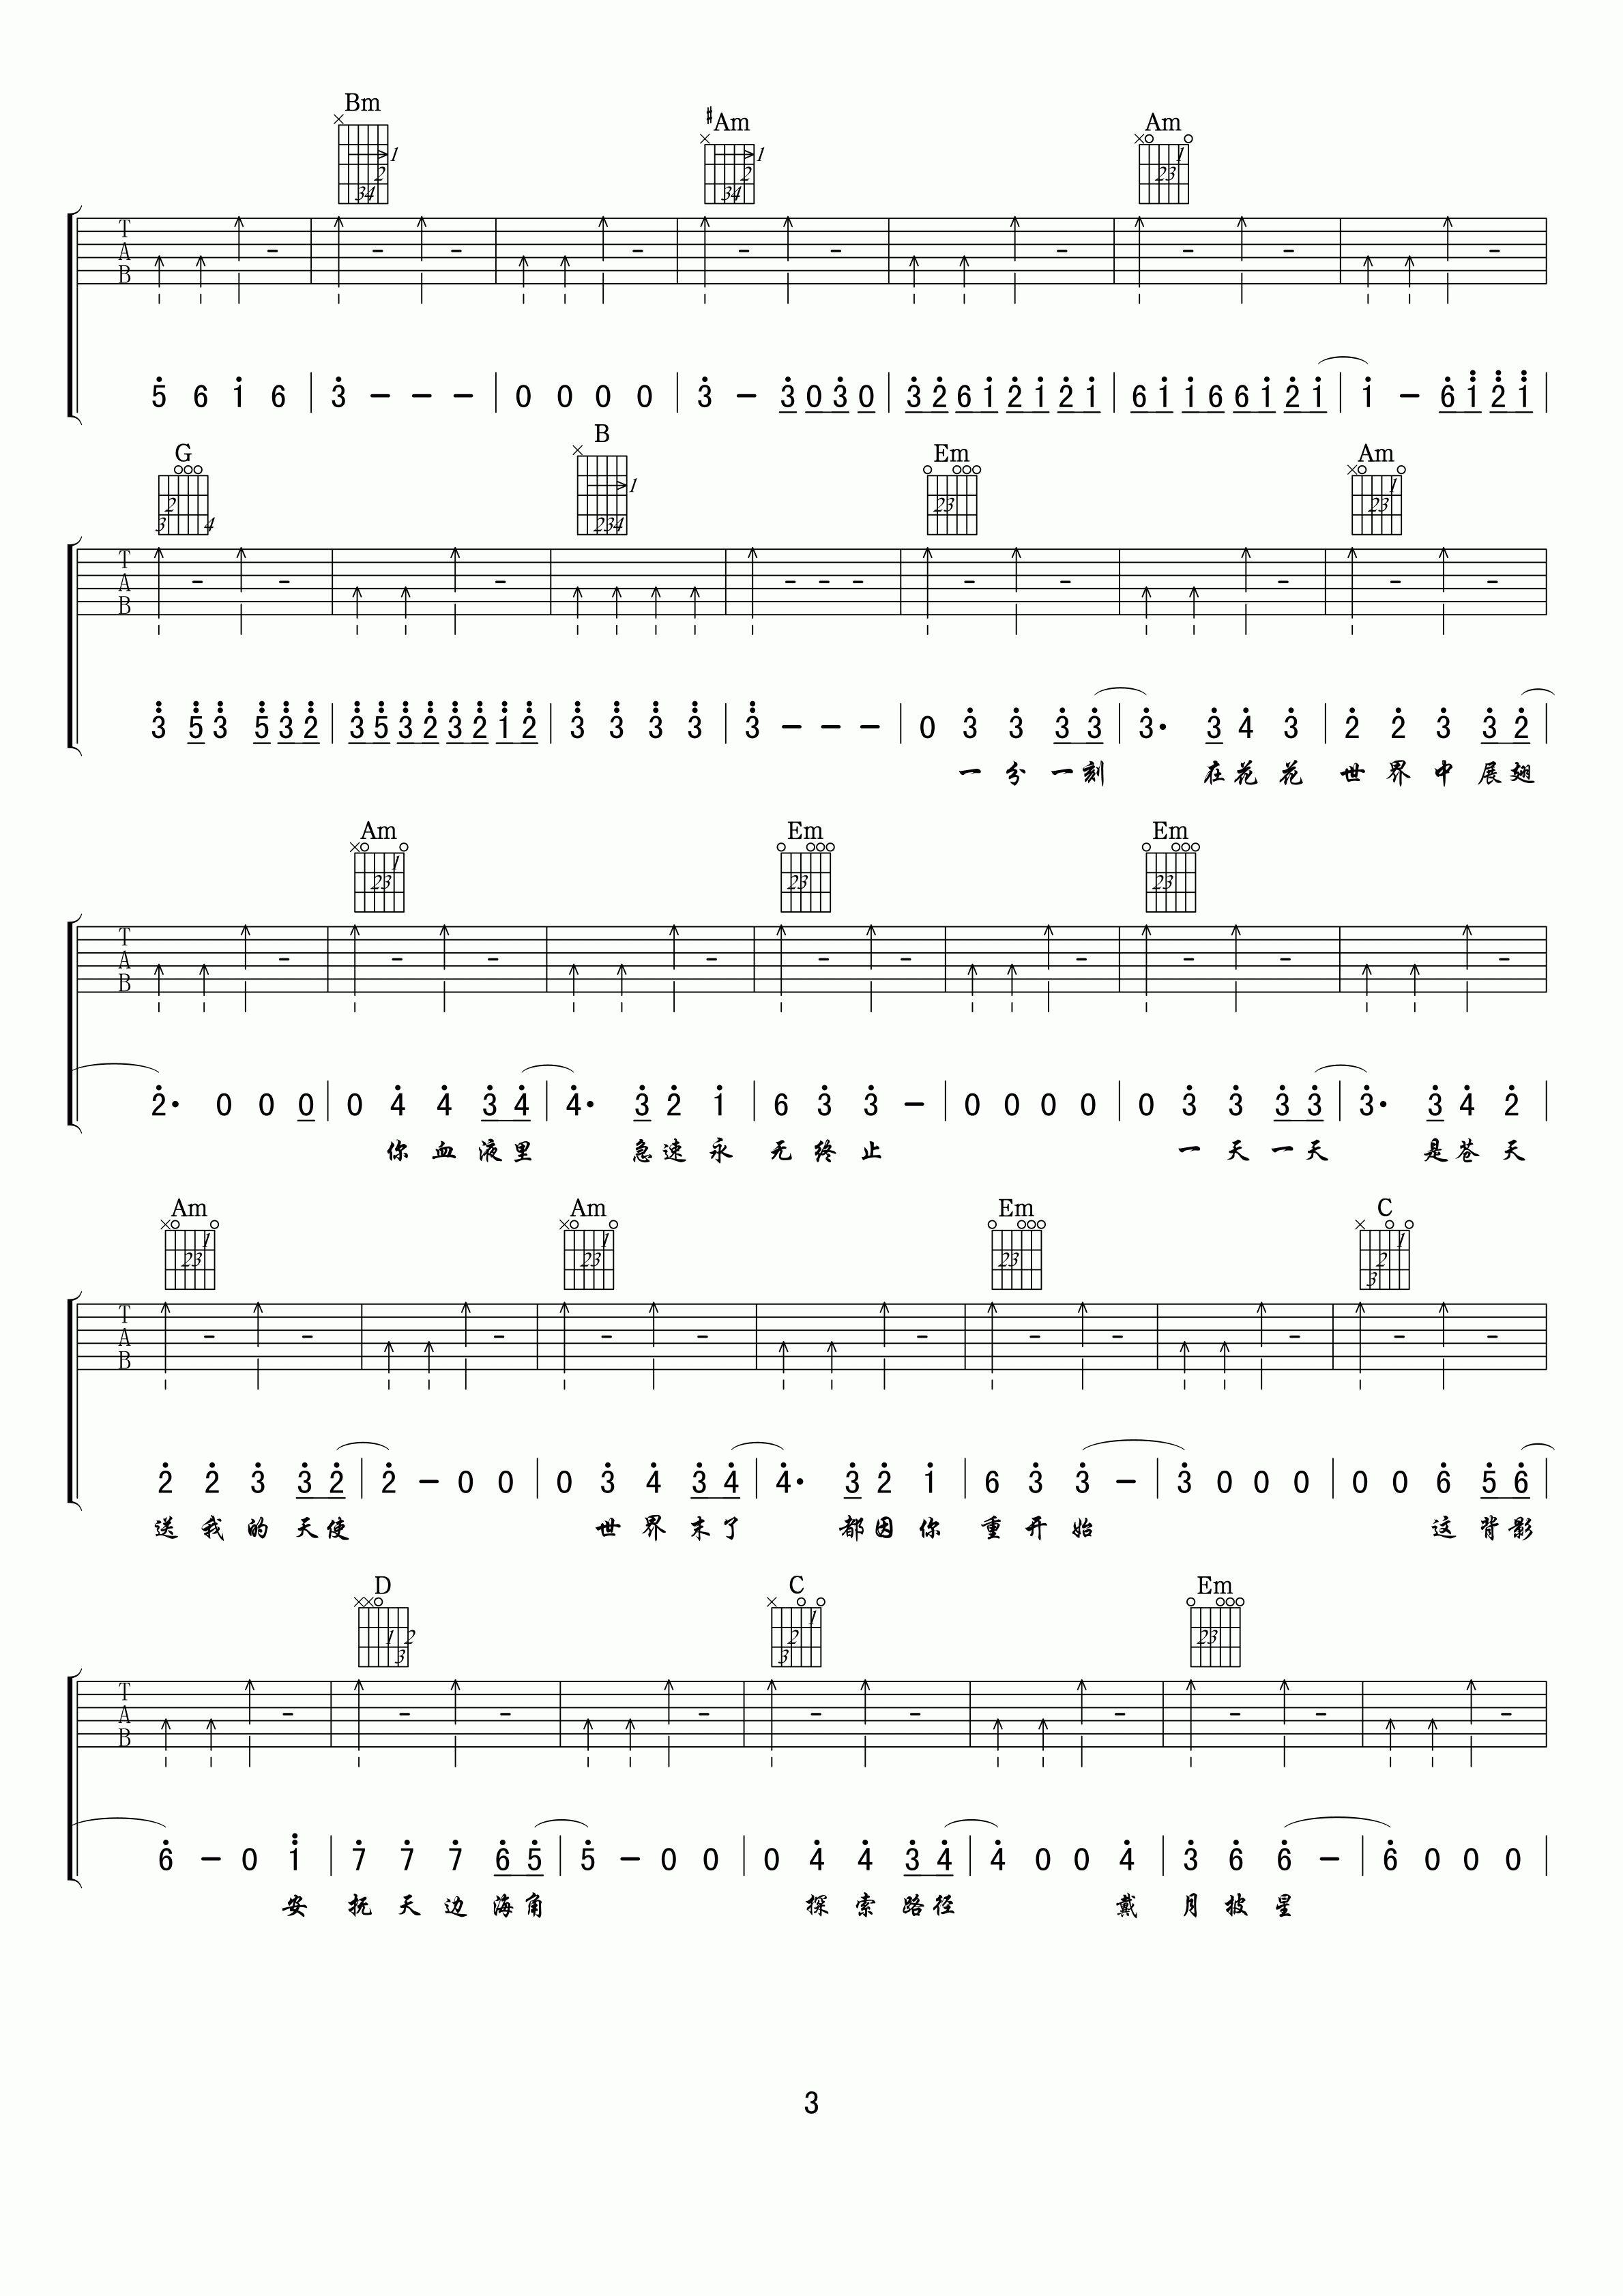 Bm #Am Am
T
A
B
5 6 1 6 | 3 - - - | 0 0 0 0 | 3 - 3 0 3 0 | 3 2 6 1 2 1 2 1 | 6 1 1 6 6 1 2 1 | 1 - 6 1 2 1 |
G B Em Am
T
A
B
3 5 3 5 3 2 | 3 5 3 2 3 2 1 2 | 3 3 3 3 | 3 - - - | 0 3 3 3 3 | 3· 3 4 3 | 2 2 3 3 2 |
一 分 一 刻 在 花 花 世 界 中 展 翅
Am Em Em
T
A
B
2· 0 0 0 | 0 4 4 3 4 | 4· 3 2 1 | 6 3 3 - | 0 0 0 0 | 0 3 3 3 3 | 3· 3 4 2 |
你 血 液 里 急 速 永 无 终 止 一 天 一 天 是 苍 天
Am Am Em C
T
A
B
2 2 3 3 2 | 2 - 0 0 | 0 3 4 3 4 | 4· 3 2 1 | 6 3 3 - | 3 0 0 0 | 0 0 6 5 6 |
送 我 的 天 使 世 界 末 了 都 因 你 重 开 始 这 背 影
D C Em
T
A
B
6 - 0 1 | 7 7 7 6 5 | 5 - 0 0 | 0 4 4 3 4 | 4 0 0 4 | 3 6 6 - | 6 0 0 0 |
安 抚 天 边 海 角 探 索 路 径 戴 月 披 星
3